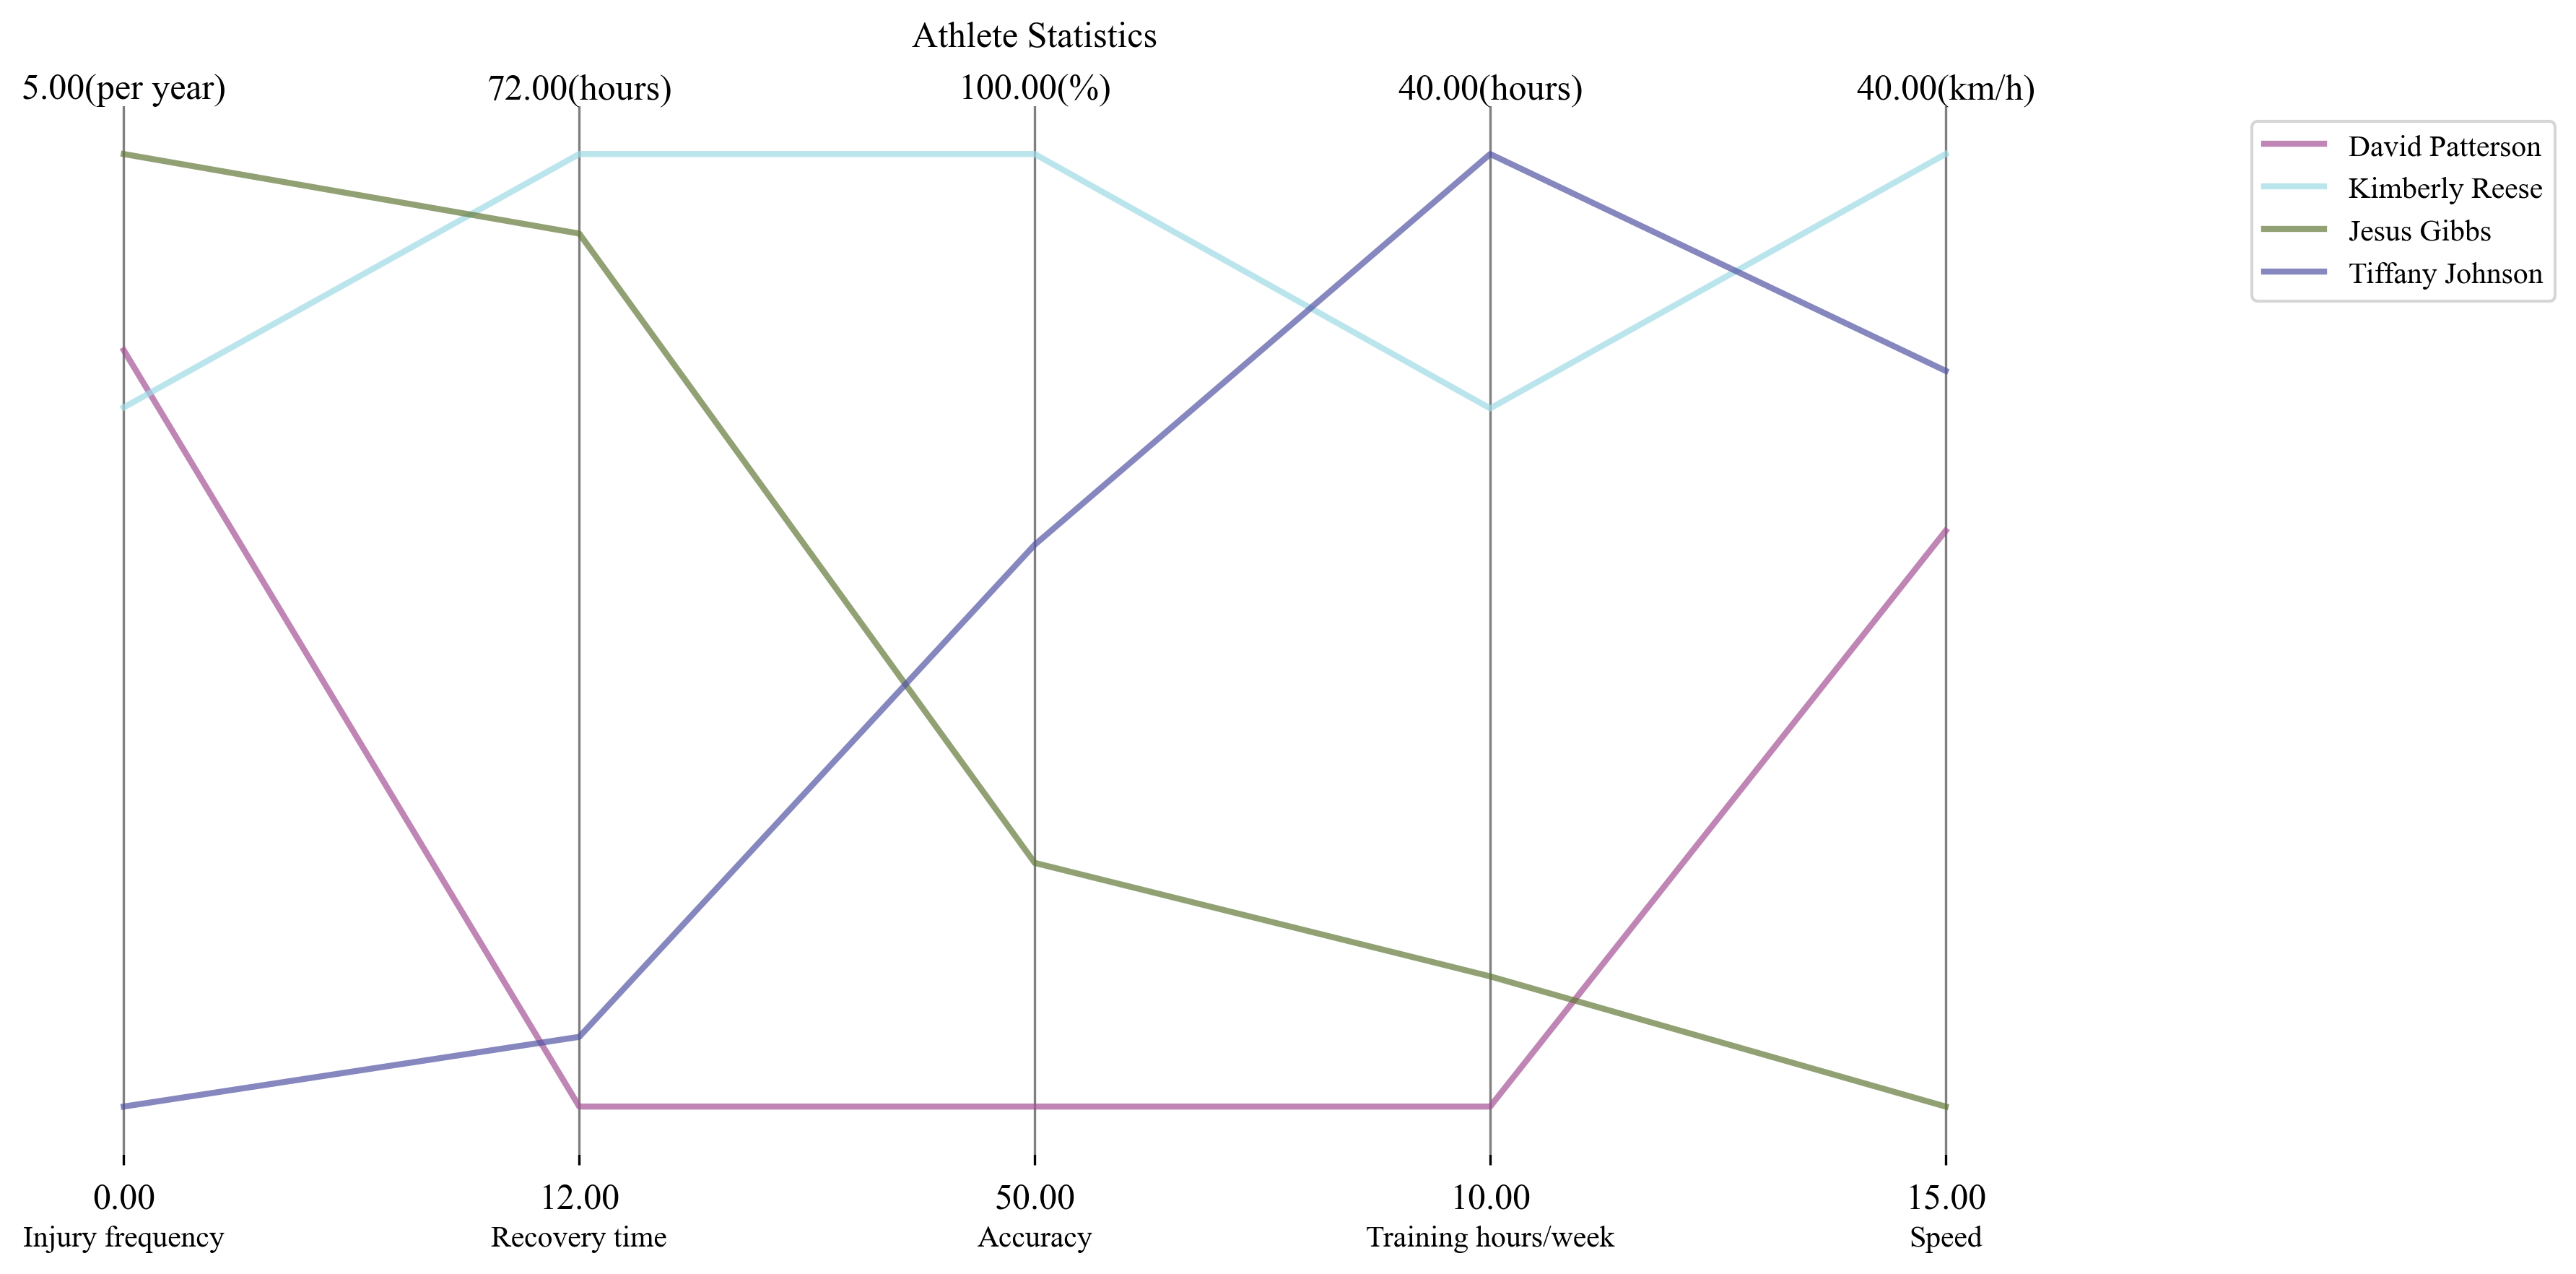 Athlete Statistics
5.00(per year) 72.00(hours) 100.00(%) 40.00(hours) 40.00(km/h)
David Patterson
Kimberly Reese
Jesus Gibbs
Tiffany Johnson
0.00 12.00 50.00 10.00 15.00
Injury frequency Recovery time Accuracy Training hours/week Speed